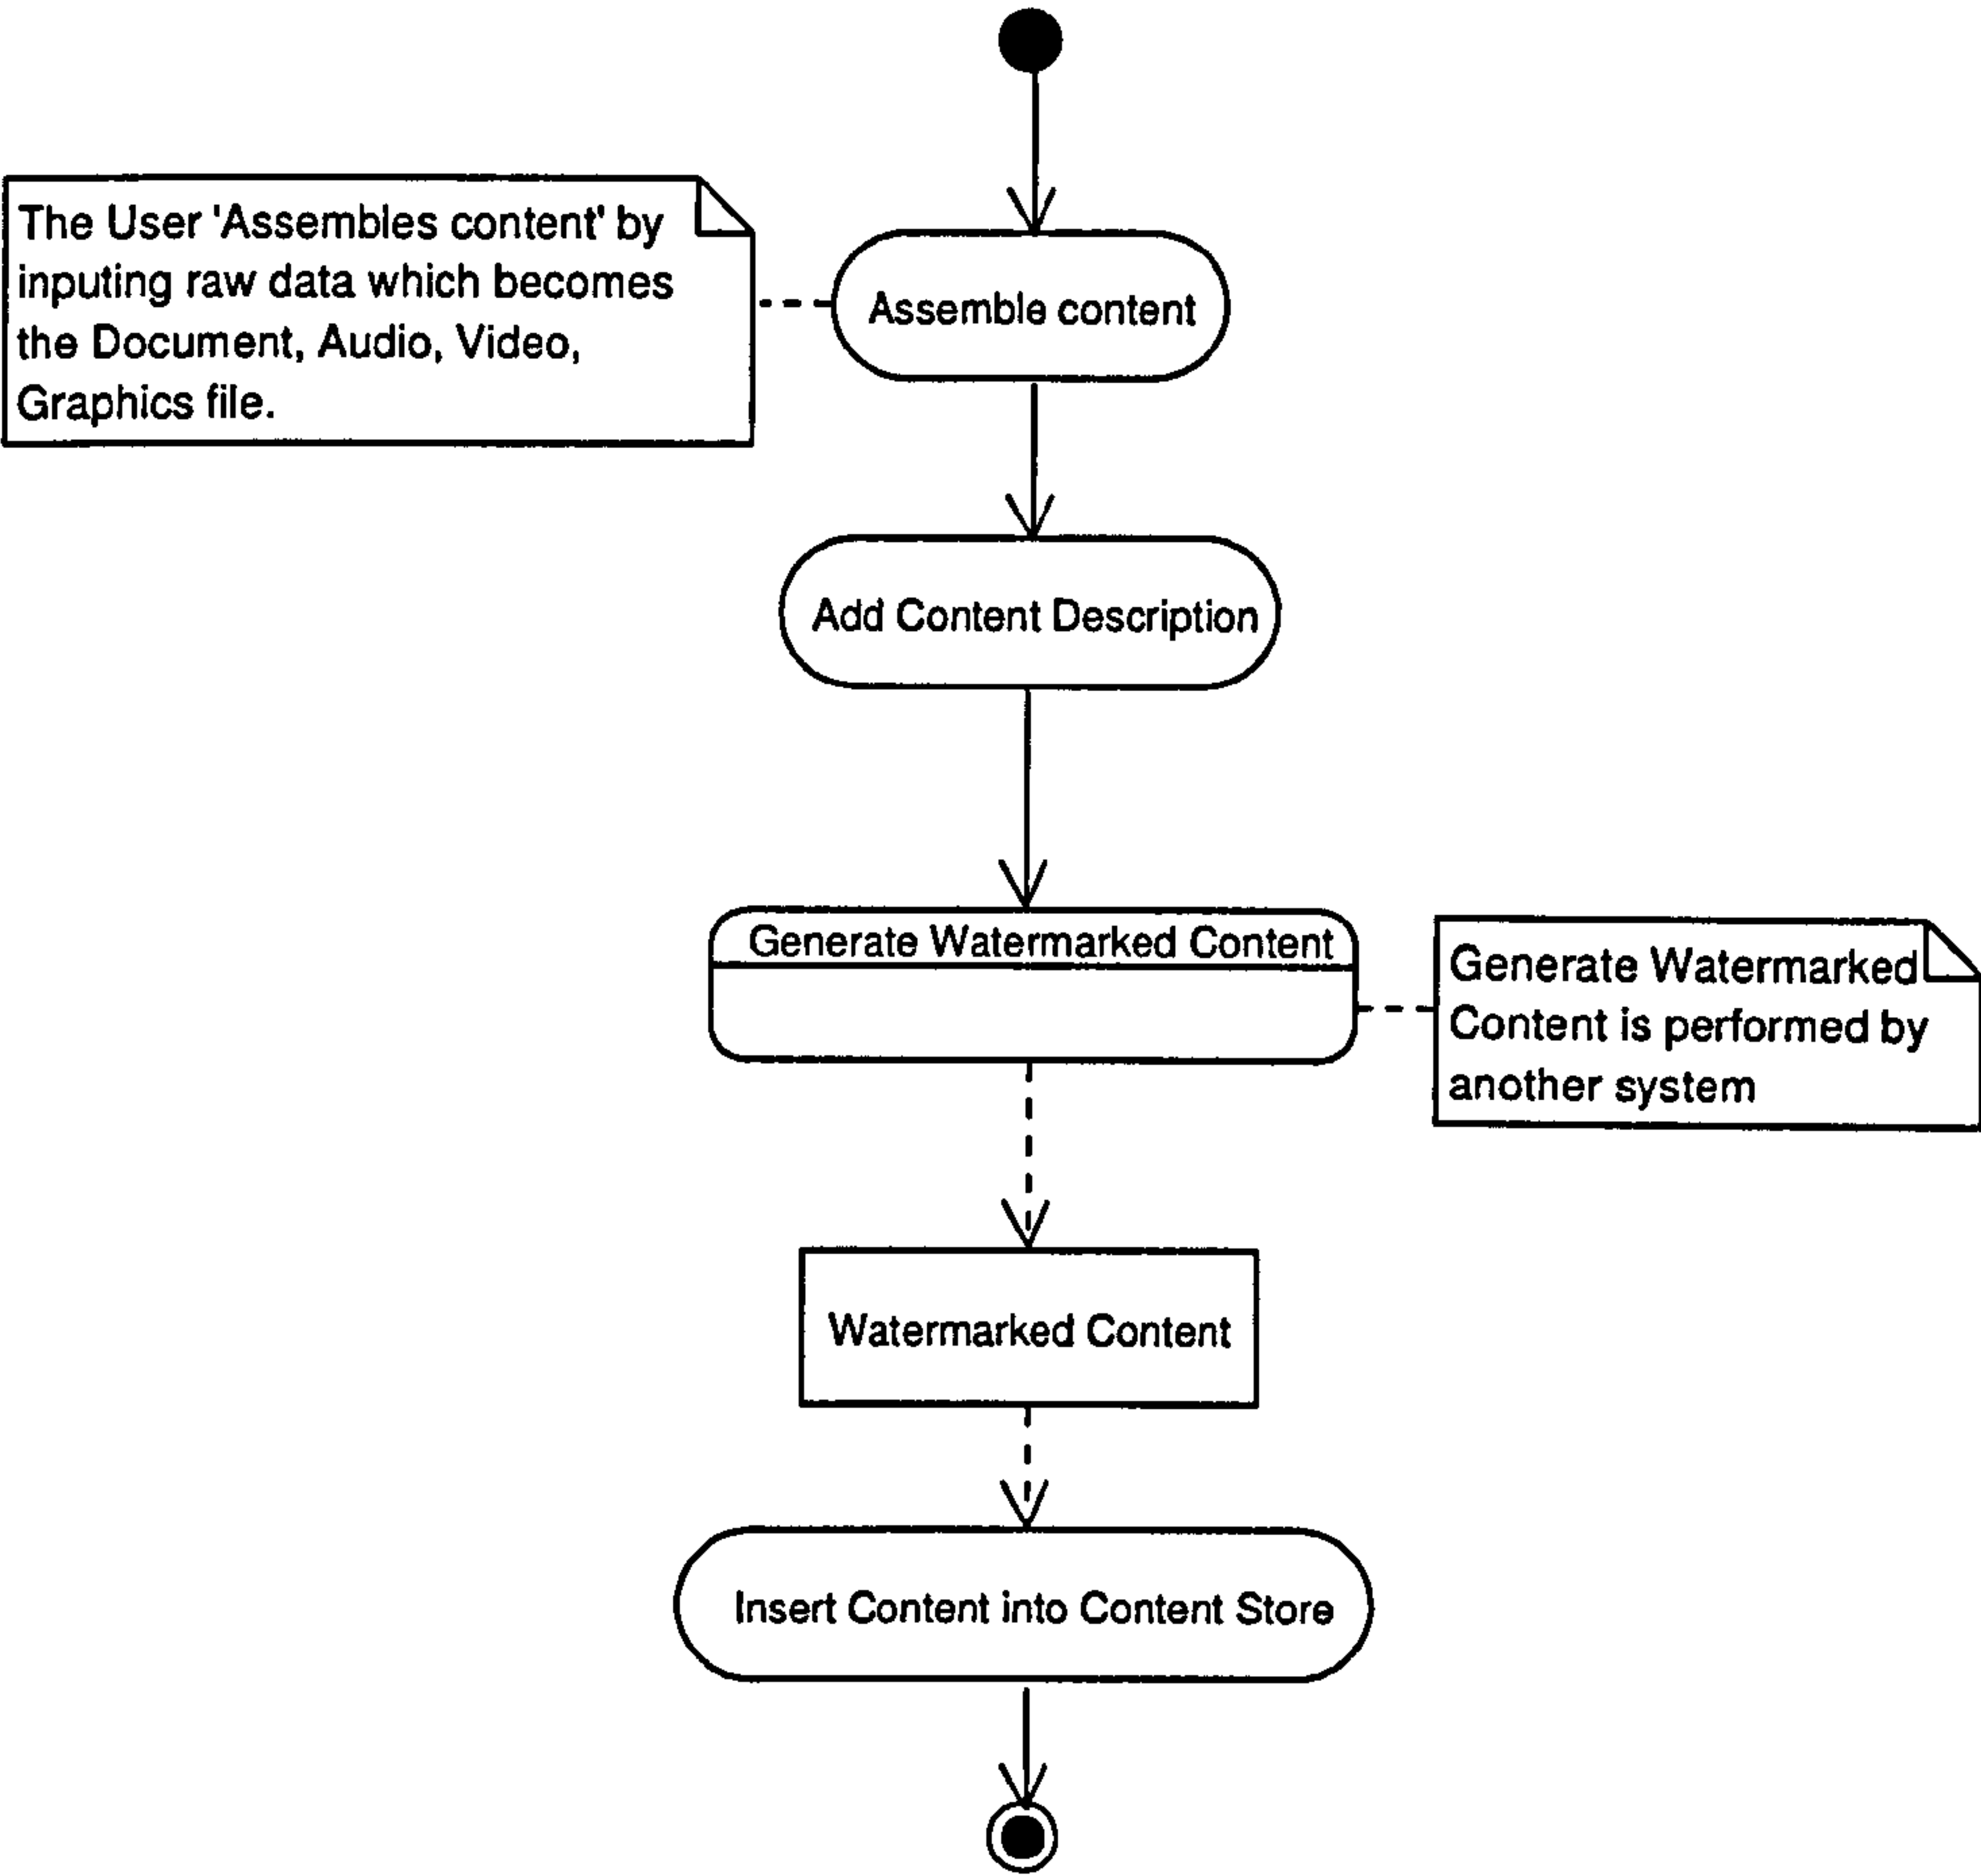 The User 'Assembles content' by
inputing raw data which becomes
the Document, Audio, Video,
Graphics file.
Assemble content
Add Content Description
Generate Watermarked Content
Generate Watermarked
Content is performed by
another system
Watermarked Content
Insert Content into Content Store